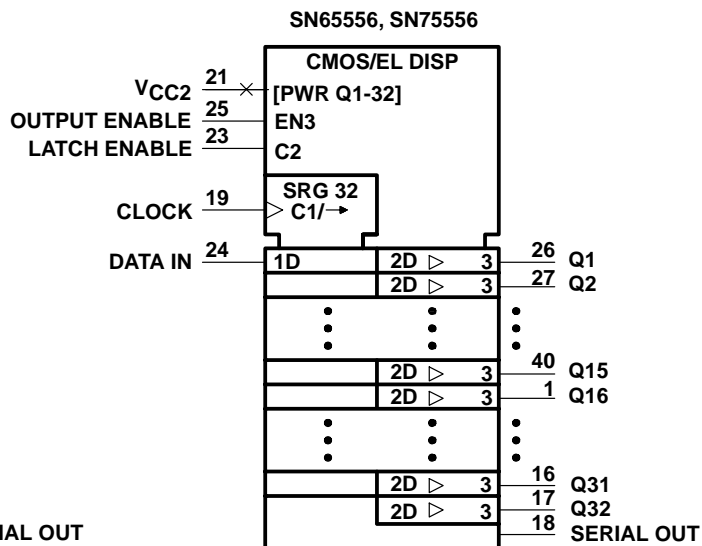 SN65556, SN75556
CMOS/EL DISP
VCC2 21 [PWR Q1-32]
OUTPUT ENABLE 25 EN3
LATCH ENABLE 23 C2
SRG 32
CLOCK 19 C1/
DATA IN 24 1D 2D 3 26 Q1
2D 3 27 Q2
2D 3 40 Q15
2D 3 1 Q16
2D 3 16 Q31
2D 3 17 Q32
18 SERIAL OUT
IAL OUT